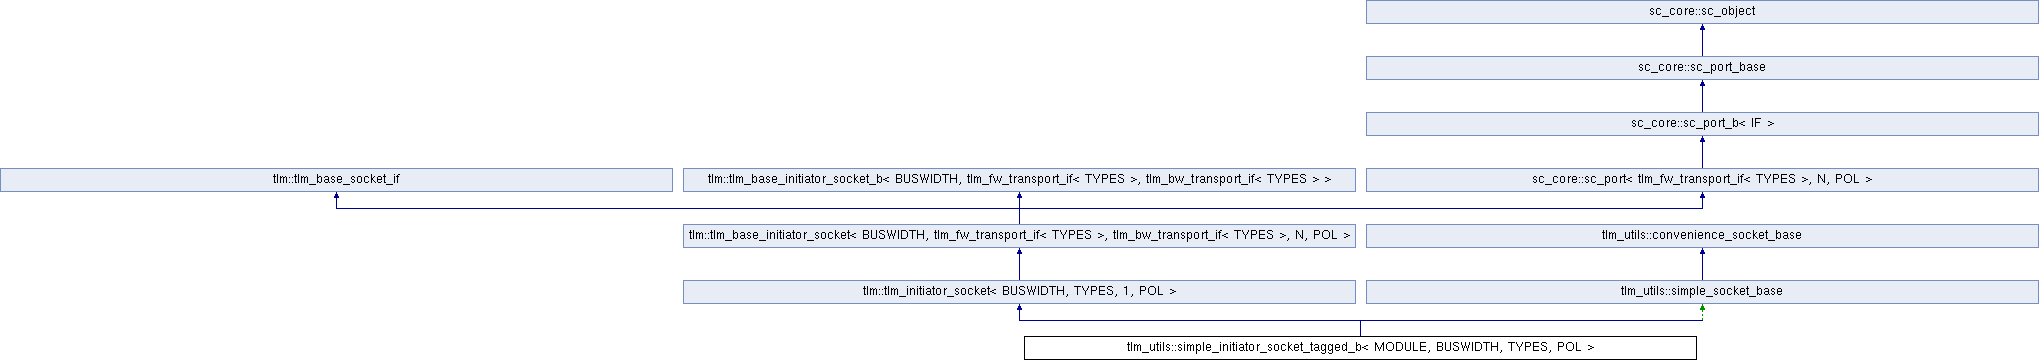 sc_core::sc_object
sc_core::sc_port_base
sc_core::sc_port_b< IF >
tlm::tlm_base_socket_if
tlm::tlm_base_initiator_socket_b< BUSWIDTH, tlm_fw_transport_if< TYPES >, tlm_bw_transport_if< TYPES > >
sc_core::sc_port< tlm_fw_transport_if< TYPES >, N, POL >
tlm::tlm_base_initiator_socket< BUSWIDTH, tlm_fw_transport_if< TYPES >, tlm_bw_transport_if< TYPES >, N, POL >
tlm_utils::convenience_socket_base
tlm::tlm_initiator_socket< BUSWIDTH, TYPES, 1, POL >
tlm_utils::simple_socket_base
tlm_utils::simple_initiator_socket_tagged_b< MODULE, BUSWIDTH, TYPES, POL >